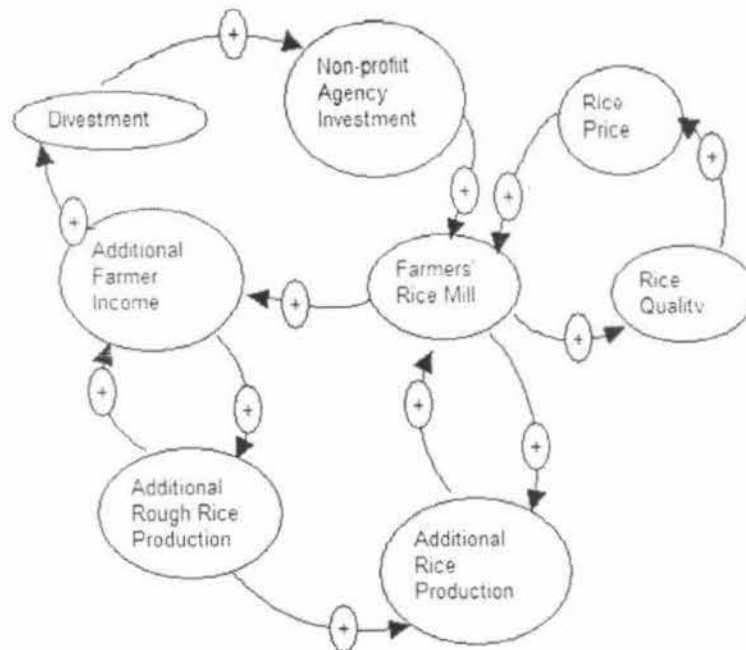 Non-profiit
Agency
Investment
Rice
Price
Divestment
Additional
Farmer
Income
Farmers'
Rice Mill
Rice
Quality
Additional
Rough Rice
Production
Additional
Rice
Production
+
+
+
+
+
+
+
+
+
+
+
+